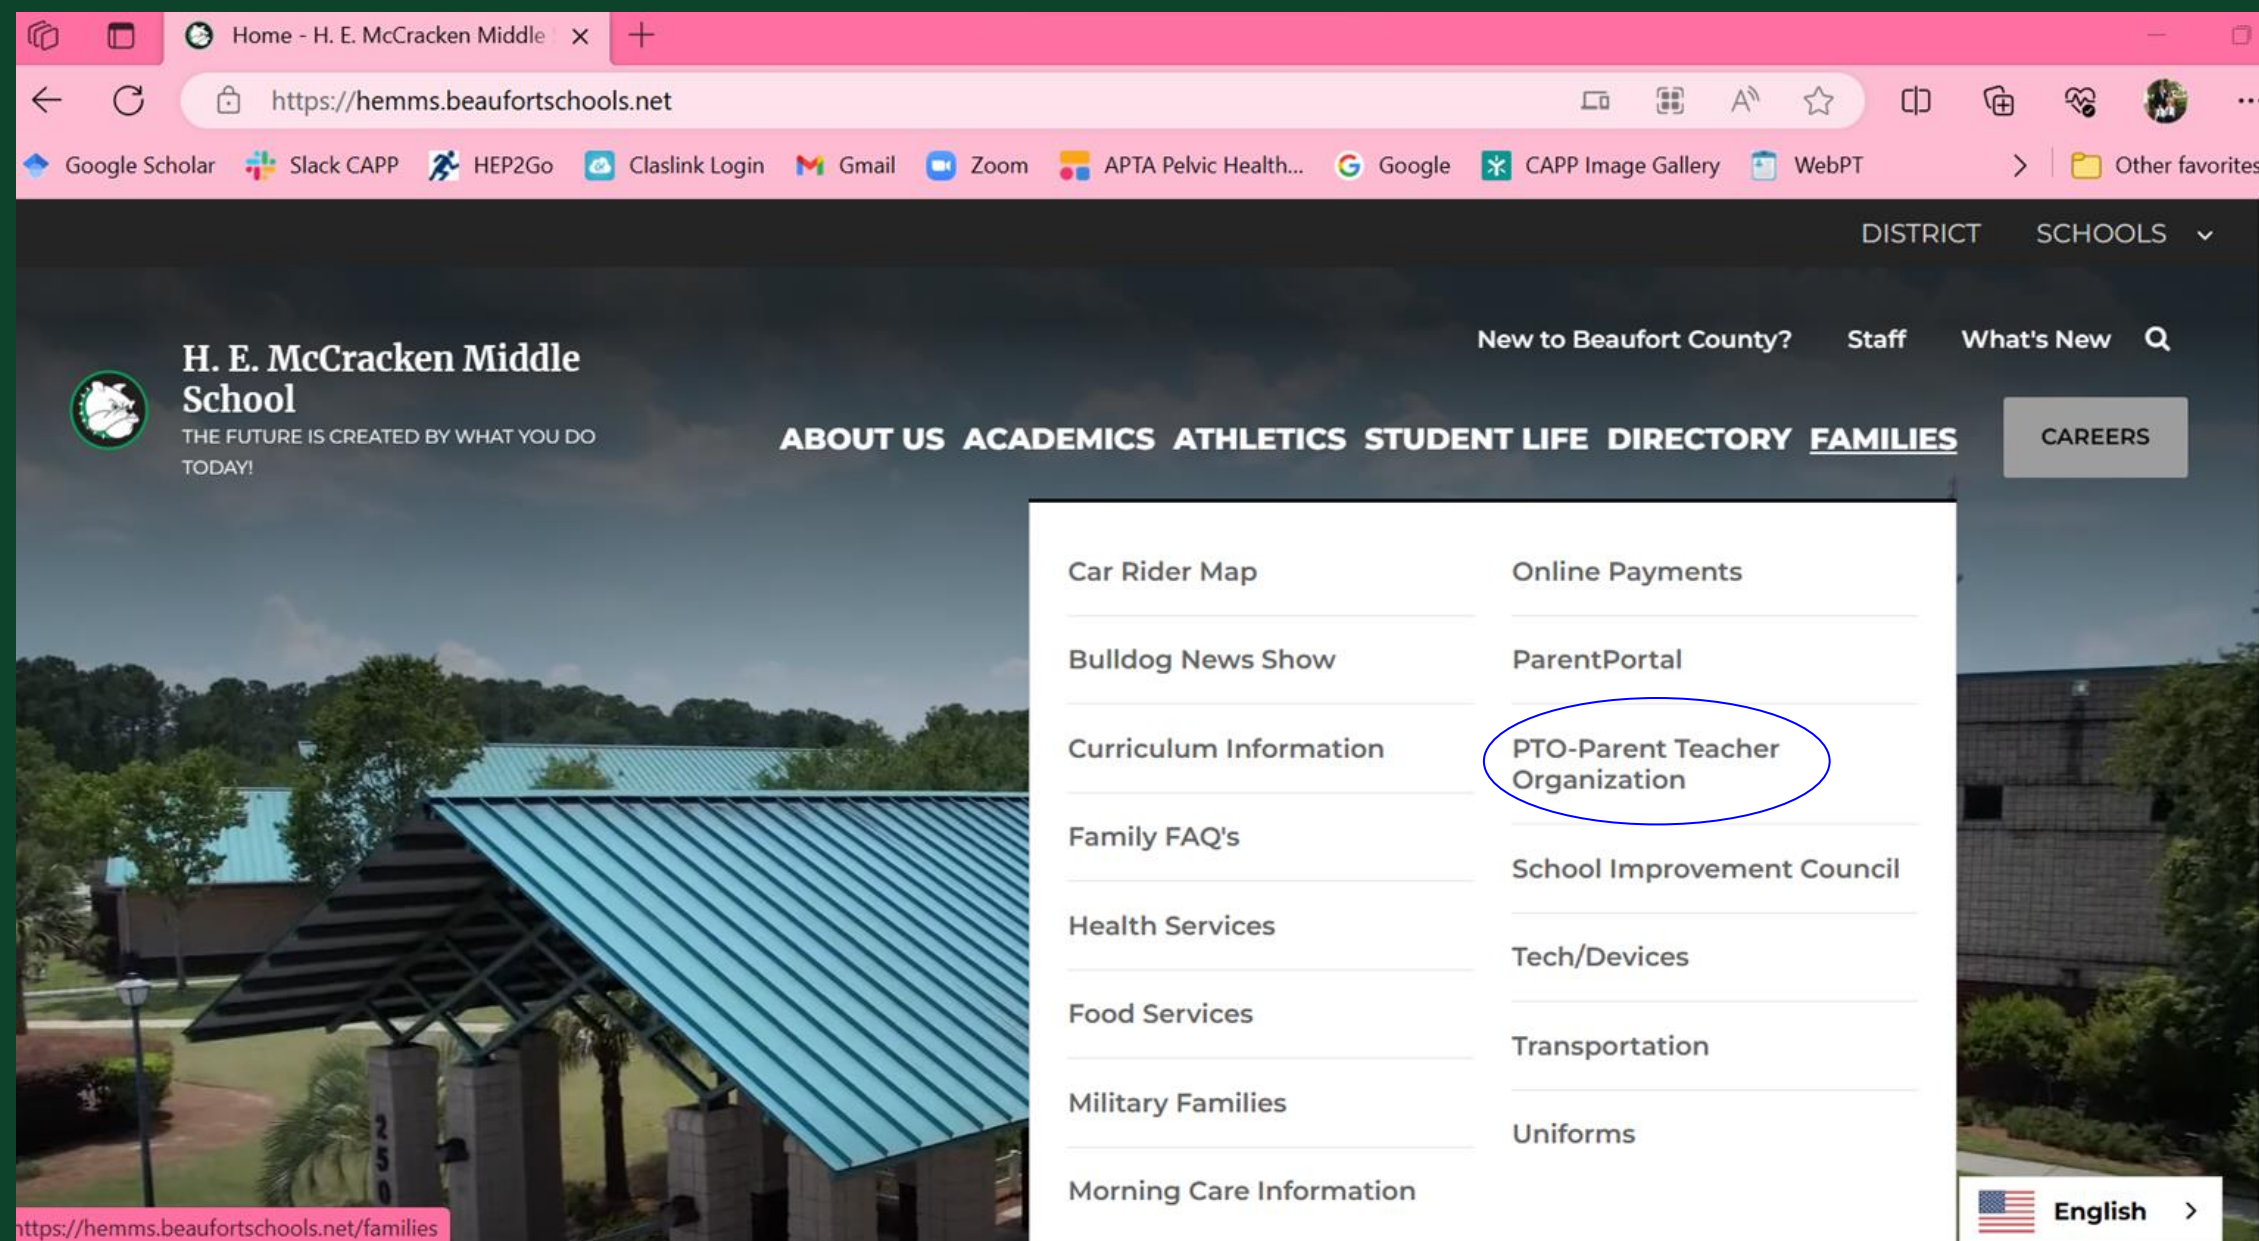 Home - H. E. McCracken Middle
https://hemms.beaufortschools.net
Google Scholar Slack CAPP HEP2Go Claslink Login Gmail Zoom APTA Pelvic Health... Google CAPP Image Gallery WebPT Other favorites
DISTRICT SCHOOLS
New to Beaufort County? Staff What's New
H. E. McCracken Middle
School
THE FUTURE IS CREATED BY WHAT YOU DO
TODAY!
ABOUT US ACADEMICS ATHLETICS STUDENT LIFE DIRECTORY FAMILIES
CAREERS
Car Rider Map
Bulldog News Show
Curriculum Information
Family FAQ's
Health Services
Food Services
Military Families
Morning Care Information
Online Payments
ParentPortal
PTO-Parent Teacher
Organization
School Improvement Council
Tech/Devices
Transportation
Uniforms
250
https://hemms.beaufortschools.net/families
English